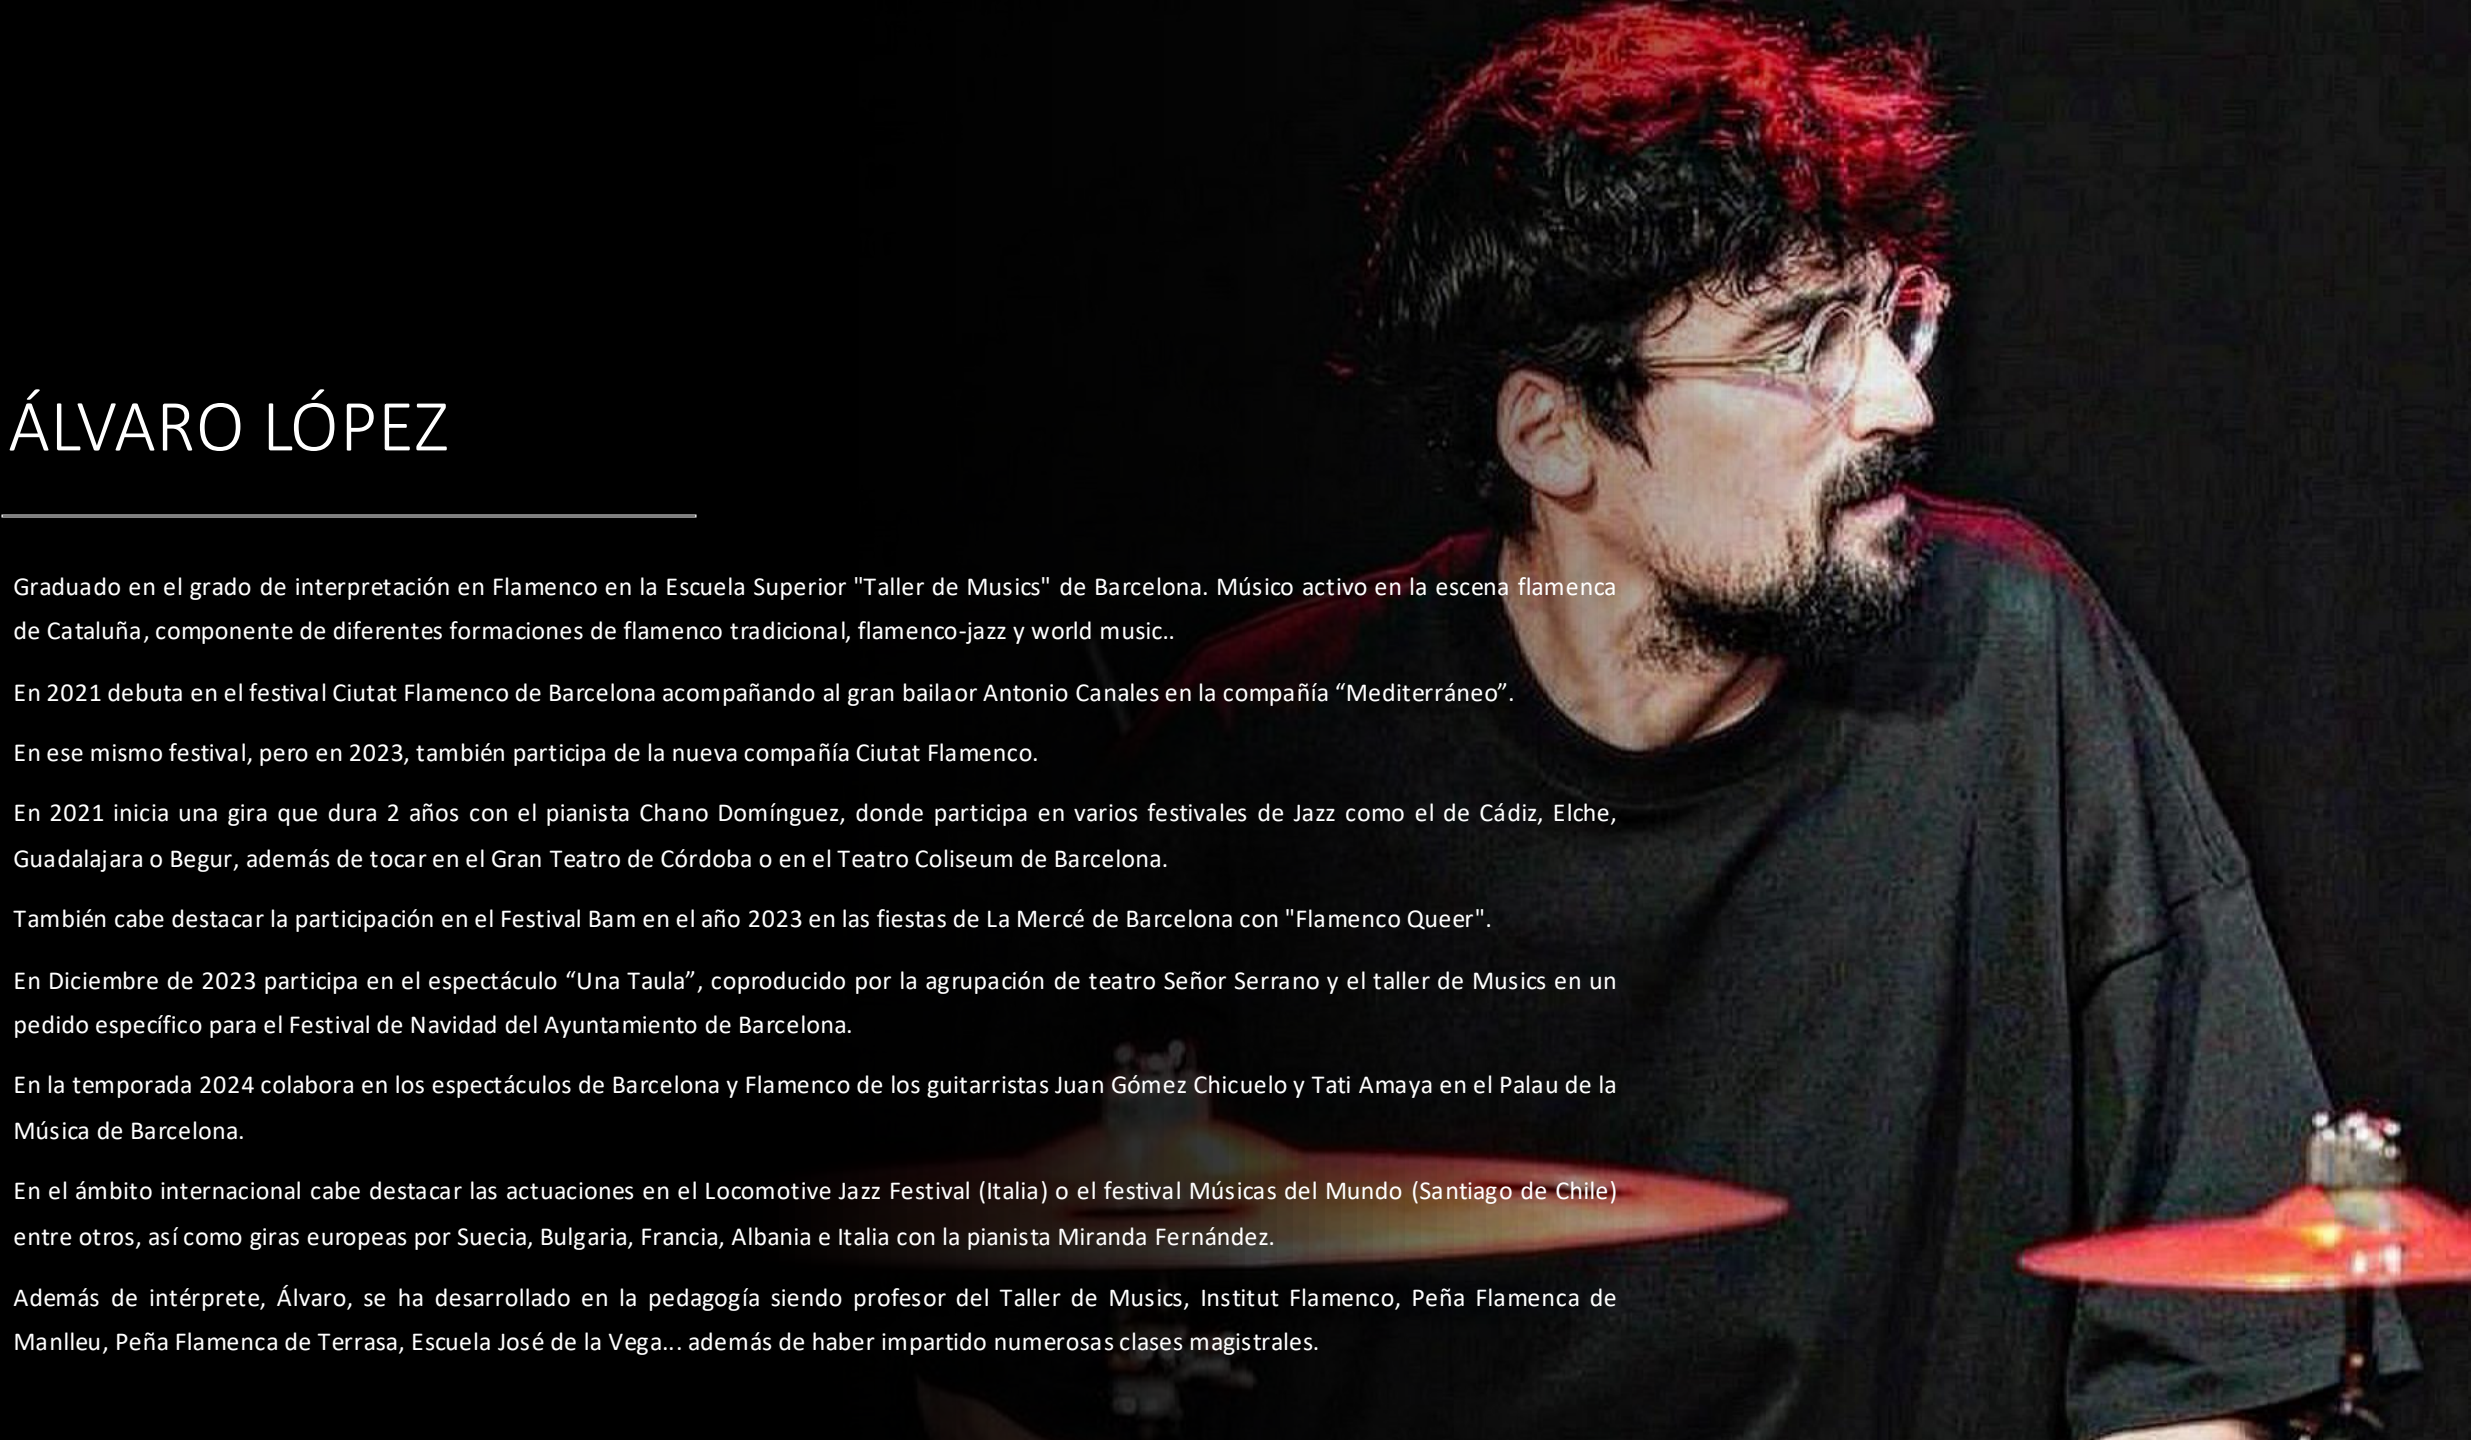 ÁLVARO LÓPEZ
Graduado en el grado de interpretación en Flamenco en la Escuela Superior "Taller de Musics" de Barcelona. Músico activo en la escena flamenca
de Cataluña, componente de diferentes formaciones de flamenco tradicional, flamenco-jazz y world music..
En 2021 debuta en el festival Ciutat Flamenco de Barcelona acompañando al gran bailaor Antonio Canales en la compañía “Mediterráneo”.
En ese mismo festival, pero en 2023, también participa de la nueva compañía Ciutat Flamenco.
En 2021 inicia una gira que dura 2 años con el pianista Chano Domínguez, donde participa en varios festivales de Jazz como el de Cádiz, Elche,
Guadalajara o Begur, además de tocar en el Gran Teatro de Córdoba o en el Teatro Coliseum de Barcelona.
También cabe destacar la participación en el Festival Bam en el año 2023 en las fiestas de La Mercé de Barcelona con "Flamenco Queer".
En Diciembre de 2023 participa en el espectáculo “Una Taula”, coproducido por la agrupación de teatro Señor Serrano y el taller de Musics en un
pedido específico para el Festival de Navidad del Ayuntamiento de Barcelona.
En la temporada 2024 colabora en los espectáculos de Barcelona y Flamenco de los guitarristas Juan Gómez Chicuelo y Tati Amaya en el Palau de la
Música de Barcelona.
En el ámbito internacional cabe destacar las actuaciones en el Locomotive Jazz Festival (Italia) o el festival Músicas del Mundo (Santiago de Chile)
entre otros, así como giras europeas por Suecia, Bulgaria, Francia, Albania e Italia con la pianista Miranda Fernández.
Además de intérprete, Álvaro, se ha desarrollado en la pedagogía siendo profesor del Taller de Musics, Institut Flamenco, Peña Flamenca de
Manlleu, Peña Flamenca de Terrasa, Escuela José de la Vega... además de haber impartido numerosas clases magistrales.